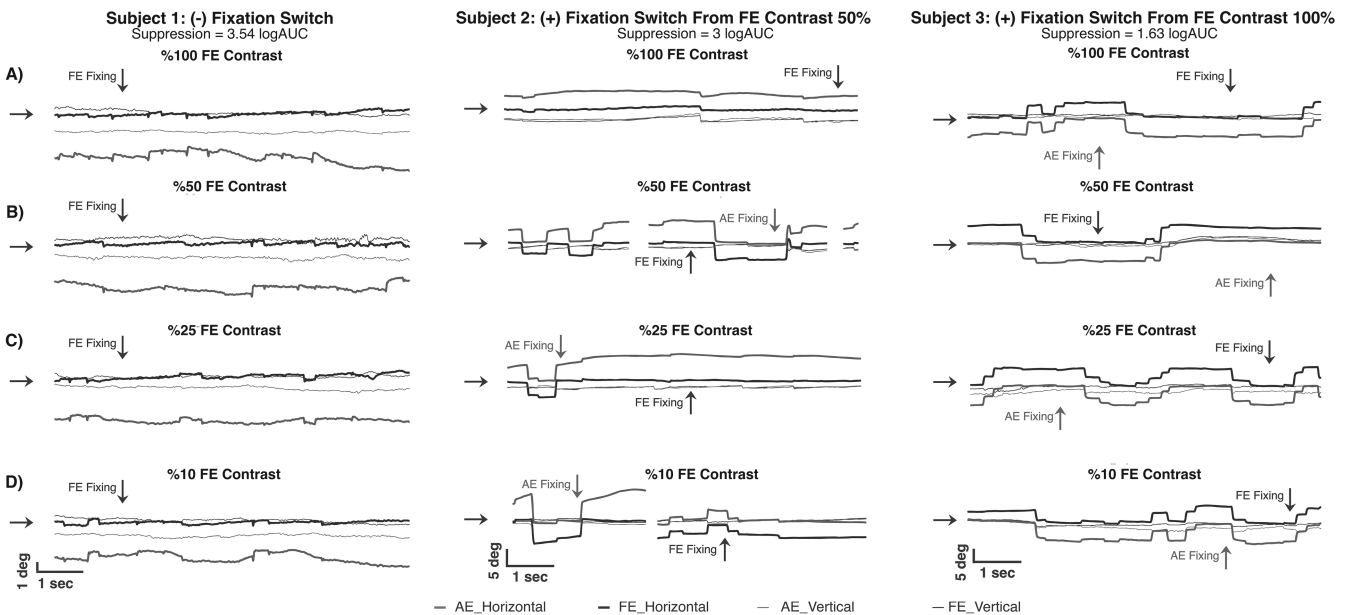 Subject 1: (-) Fixation Switch
Suppression = 3.54 logAUC
Subject 2: (+) Fixation Switch From FE Contrast 50%
Suppression = 3 logAUC
Subject 3: (+) Fixation Switch From FE Contrast 100%
Suppression = 1.63 logAUC
A)
%100 FE Contrast
FE Fixing
%100 FE Contrast
FE Fixing
%100 FE Contrast
FE Fixing
AE Fixing
B)
%50 FE Contrast
FE Fixing
%50 FE Contrast
AE Fixing
FE Fixing
%50 FE Contrast
FE Fixing
AE Fixing
C)
%25 FE Contrast
FE Fixing
%25 FE Contrast
AE Fixing
FE Fixing
%25 FE Contrast
FE Fixing
AE Fixing
D)
%10 FE Contrast
FE Fixing
1 deg
1 sec
%10 FE Contrast
AE Fixing
FE Fixing
5 deg
1 sec
%10 FE Contrast
FE Fixing
AE Fixing
5 deg
1 sec
AE_Horizontal
FE_Horizontal
AE_Vertical
FE_Vertical